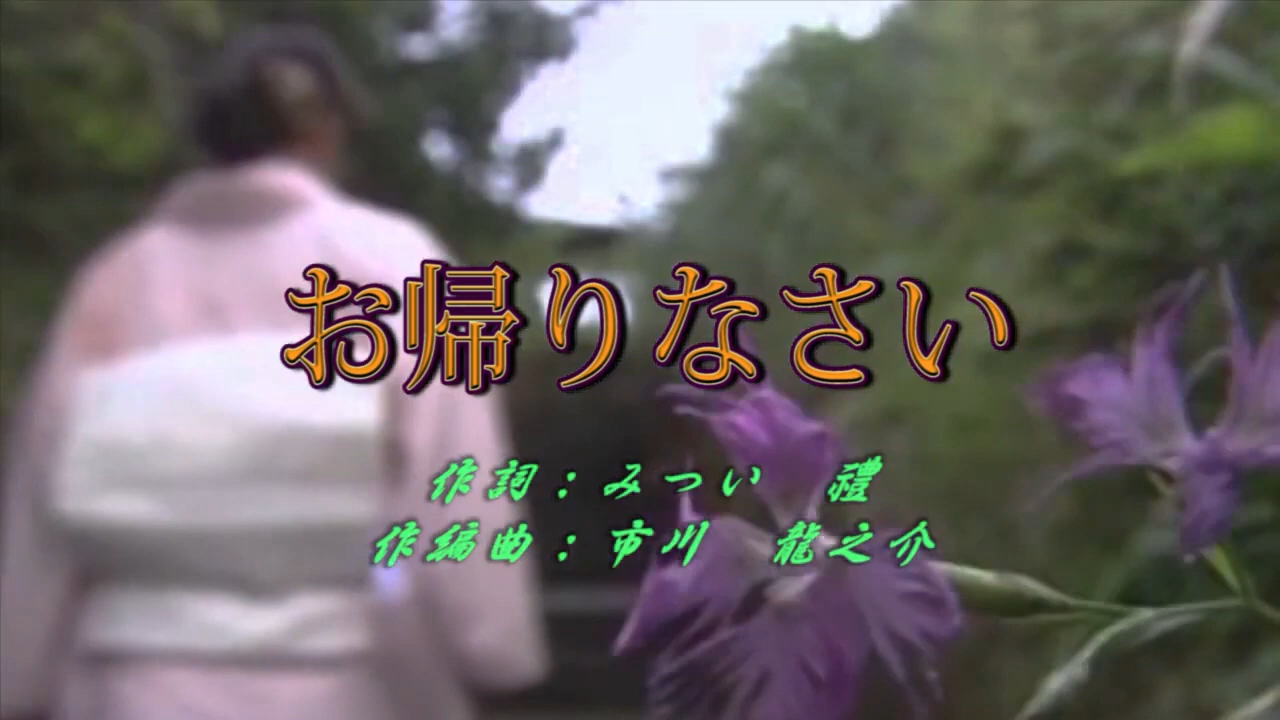 お帰りなさい
作詞：みつい　禮
作編曲：市川　龍之介